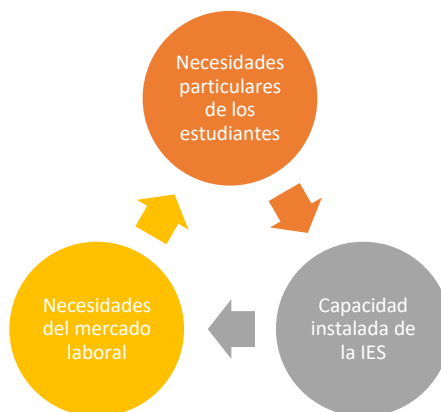 Necesidades
particulares
de los
estudiantes
Necesidades
del mercado
laboral
Capacidad
instalada de
la IES